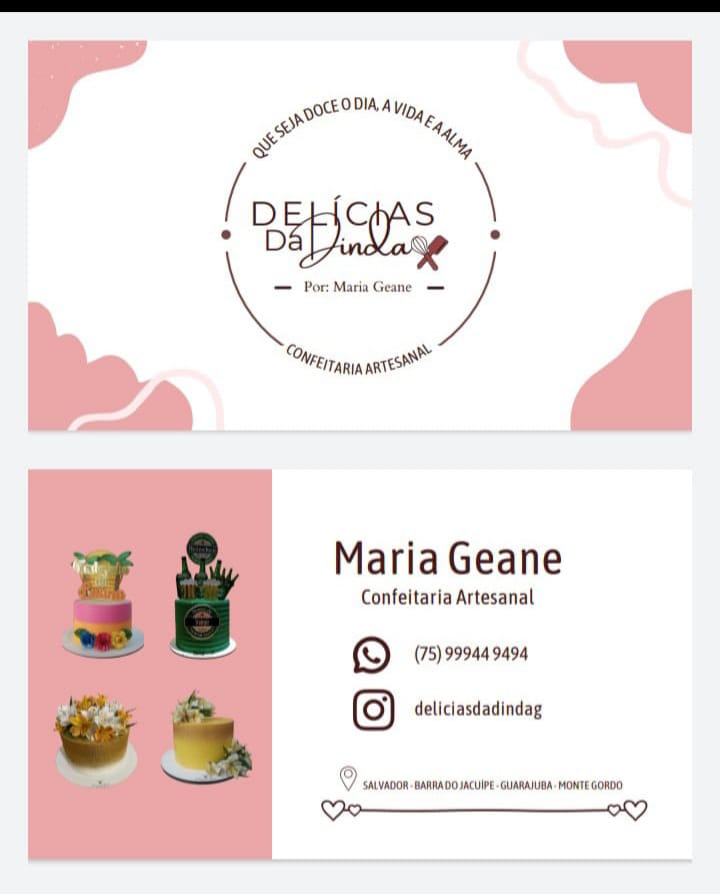 QUE SEJA DOCE O DIA, A VIDA E A ALMA
DELÍCIAS
Dá Dinda
Por: Maria Geane
CONFEITARIA ARTESANAL
Maria Geane
Confeitaria Artesanal
(75) 99944 9494
deliciasdadindag
SALVADOR - BARRA DO JACUÍPE - GUARAJUBA - MONTE GORDO